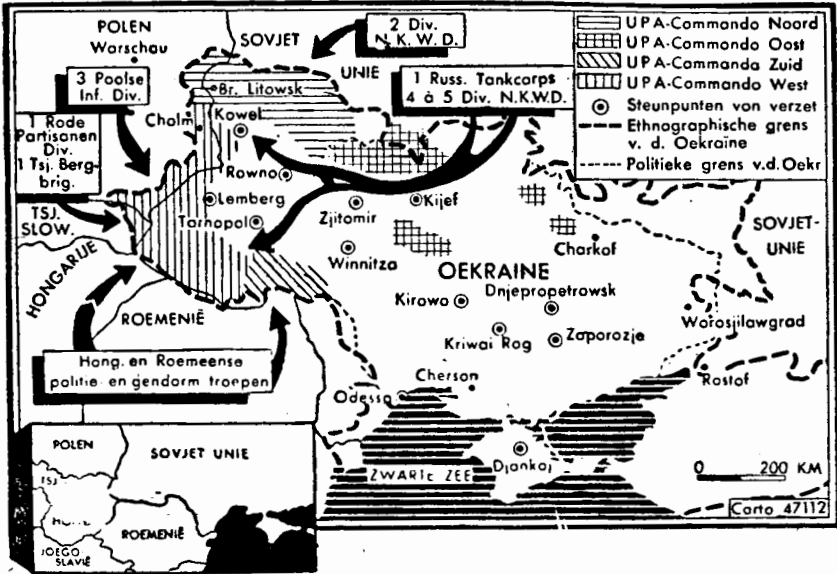 POLEN
Warschau
SOVJET
UNIE
2 Div.
N.K.W.D.
3 Poolse
Inf. Div.
1 Russ. Tankcorps
4 à 5 Div. N.K.W.D.
1 Rode
Partisanen
Div.
1 Tsj. Berg-
brig.
UPA-Commando Noord
UPA-Commando Oost
UPA-Commando Zuid
UPA-Commando West
Steunpunten von verzet
Ethnographische grens
v. d. Oekraine
Politieke grens v.d. Oekr
Br. Litowsk
Cholm
Kowel
Rowno
Lemberg
Tarnopol
Zjitomir
Kijef
Winnitza
TSJ.
SLOW.
HONGARIJE
ROEMENIË
OEKRAINE
Charkof
SOVJET-
UNIE
Kirowo
Dnjepropetrowsk
Kriwai Rog
Zaporozje
Worosjilawgrad
Rostof
Cherson
Odessa
Hong. en Roemeense
politie en gendarm troepen
ZWARTE ZEE
Djankoj
0 200 KM
Carto 47112
POLEN
SOVJET UNIE
TSJ.
ROEMENIË
JOEGO
SLAVIË